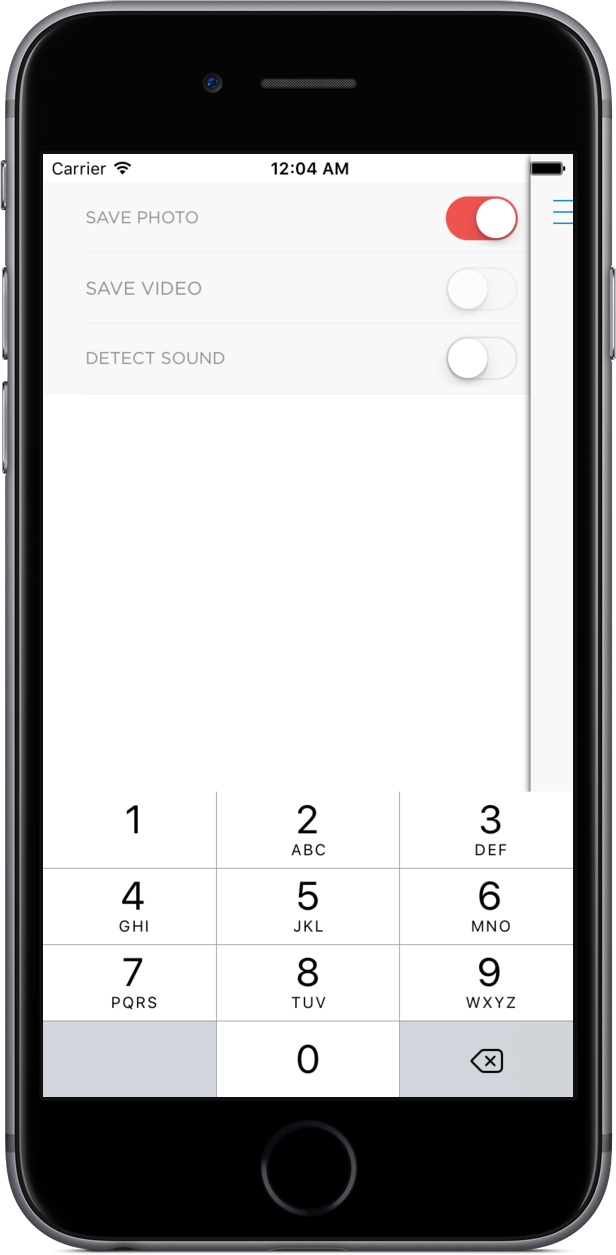 Carrier 12:04 AM
SAVE PHOTO
SAVE VIDEO
DETECT SOUND
1 2 3
ABC DEF
4 5 6
GHI JKL MNO
7 8 9
PQRS TUV WXYZ
0